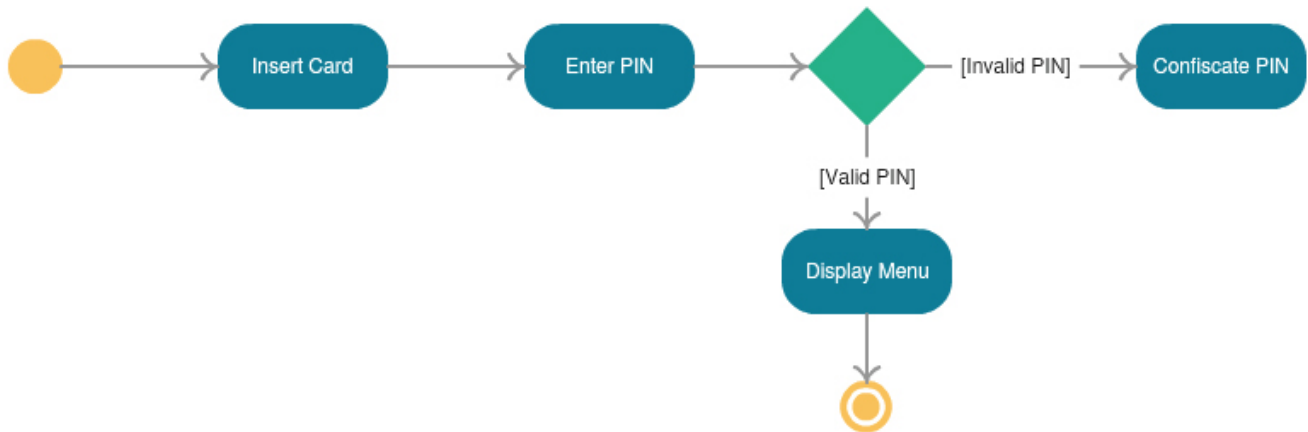 Insert Card
Enter PIN
[Invalid PIN]
Confiscate PIN
[Valid PIN]
Display Menu